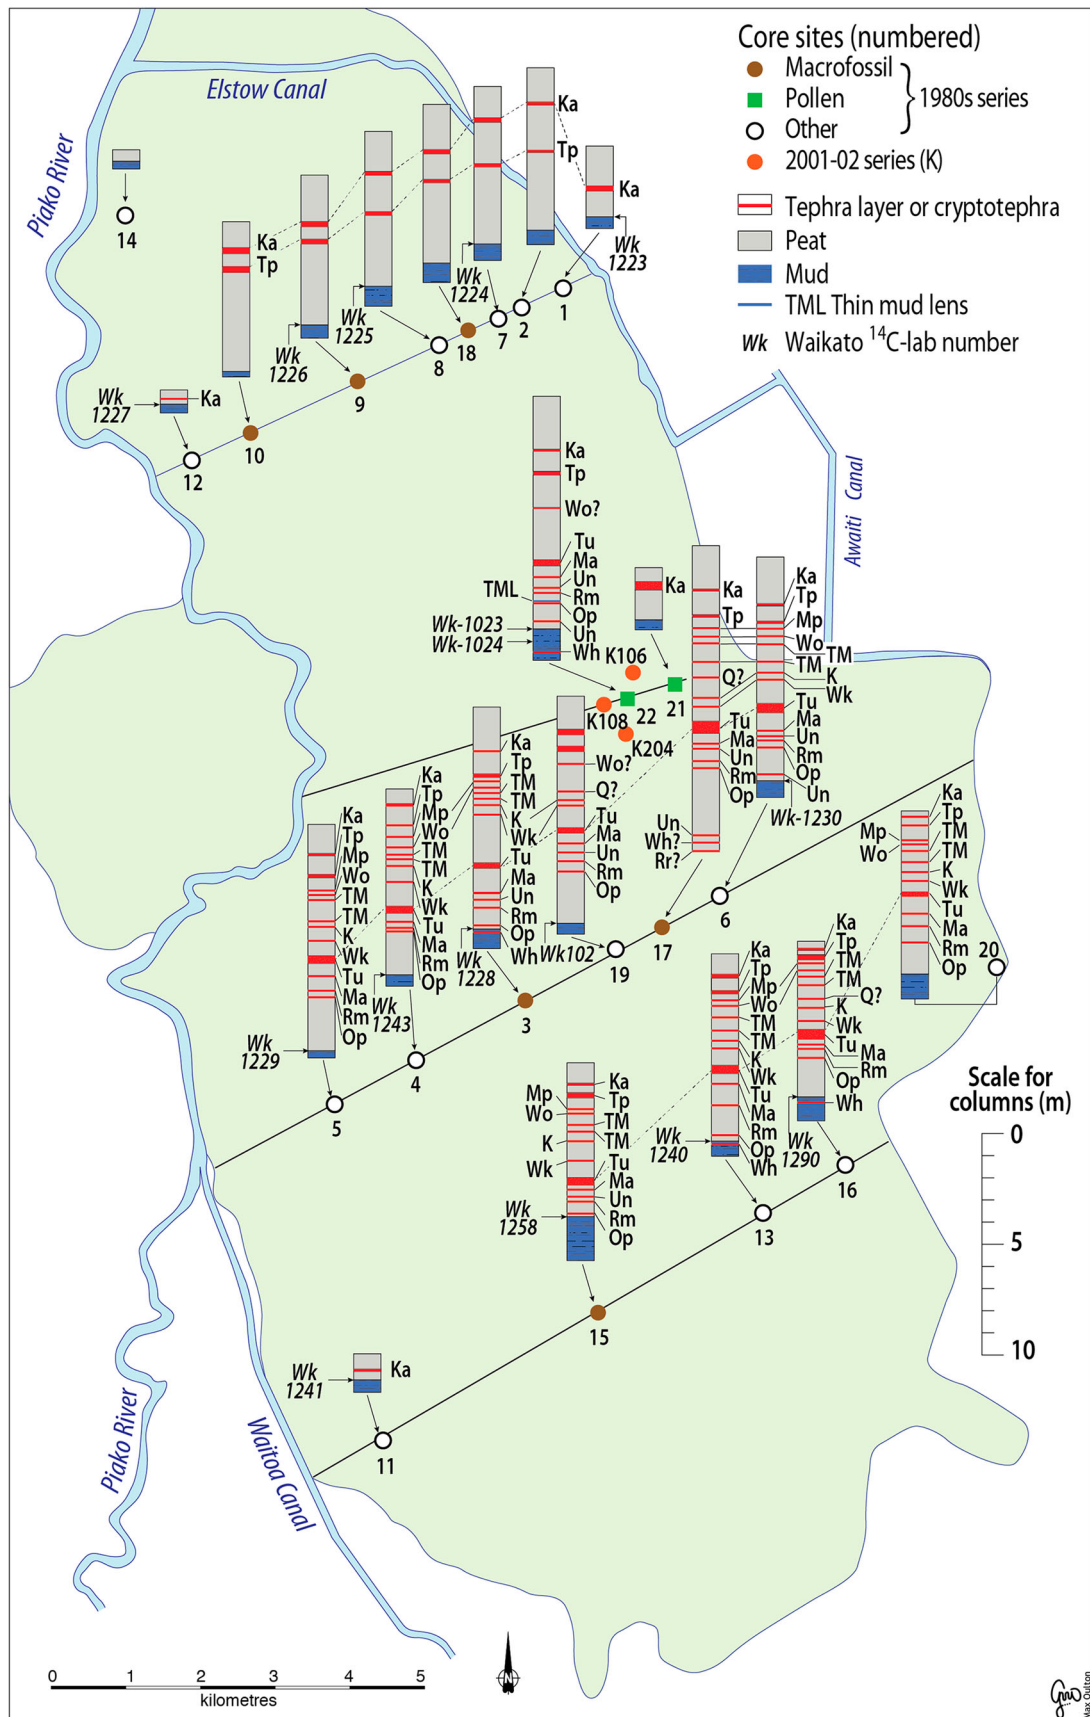 Core sites (numbered)
Macrofossil
Pollen
Other
1980s series
2001-02 series (K)
Tephra layer or cryptotephra
Peat
Mud
TML Thin mud lens
Wk Waikato 14C-lab number
Elstow Canal
Piako River
14
Ka
Tp
Ka
Wk
1223
Wk
1224
Wk
1225
Wk
1226
Ka
Tp
Wk
1227
Ka
1
2
7
18
8
9
10
12
Awaiti Canal
Ka
Tp
Wo?
Tu
Ma
Un
Rm
Op
Un
Wh
TML
Wk-1023
Wk-1024
Ka
K106
K108
22
21
K204
Ka
Tp
Q?
Tu
Ma
Un
Rm
Op
Un
Wh?
Rr?
Ka
Tp
Mp
Wo
TM
TM
K
Wk
Tu
Ma
Un
Rm
Op
Un
Wk-1230
Wo?
Q?
Tu
Ma
Un
Rm
Op
Wk102
Ka
Tp
TM
TM
K
Wk
Tu
Ma
Un
Rm
Op
Wh
Wk
1228
Ka
Tp
Mp
Wo
TM
TM
K
Wk
Tu
Ma
Rm
Op
Wk
1243
Ka
Tp
Mp
Wo
TM
TM
K
Wk
Tu
Ma
Rm
Op
Wk
1229
6
17
19
3
4
5
Ka
Tp
Mp
Wo
TM
TM
K
Wk
Tu
Ma
Rm
Op
20
Ka
Tp
TM
TM
Q?
K
Wk
Tu
Ma
Rm
Op
Wh
Wk
1290
Ka
Tp
Mp
Wo
TM
TM
K
Wk
Tu
Ma
Rm
Op
Wh
Wk
1240
Mp
Wo
K
Wk
Ka
Tp
TM
TM
Tu
Ma
Un
Rm
Op
Wk
1258
16
13
15
Scale for
columns (m)
0
5
10
Wk
1241
Ka
11
Piako River
Waitoa Canal
0 1 2 3 4 5
kilometres
Max Oulton